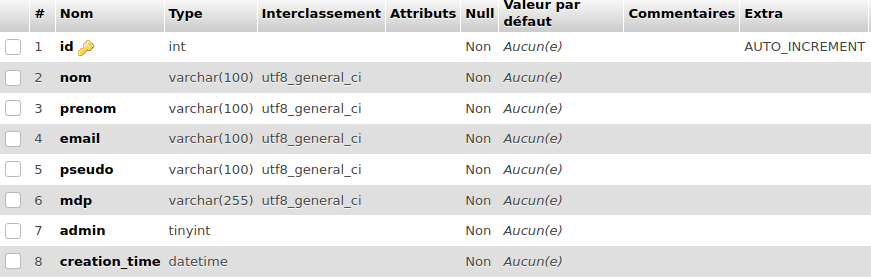 # Nom Type Interclassement Attributs Null Valeur par défaut Commentaires Extra
1 id int Non Aucun(e) AUTO_INCREMENT
2 nom varchar(100) utf8_general_ci Non Aucun(e)
3 prenom varchar(100) utf8_general_ci Non Aucun(e)
4 email varchar(100) utf8_general_ci Non Aucun(e)
5 pseudo varchar(100) utf8_general_ci Non Aucun(e)
6 mdp varchar(255) utf8_general_ci Non Aucun(e)
7 admin tinyint Non Aucun(e)
8 creation_time datetime Non Aucun(e)